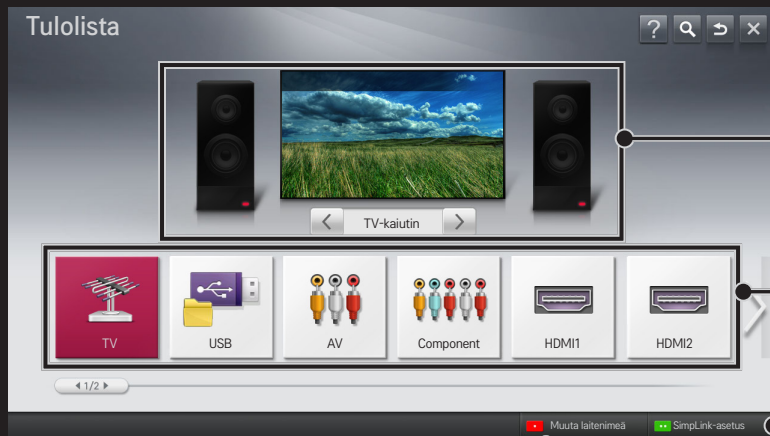 Tulolista
?
TV-kaiutin
TV
USB
AV
Component
HDMI1
HDMI2
1/2
Muuta laitenimeä
SimpLink-asetus